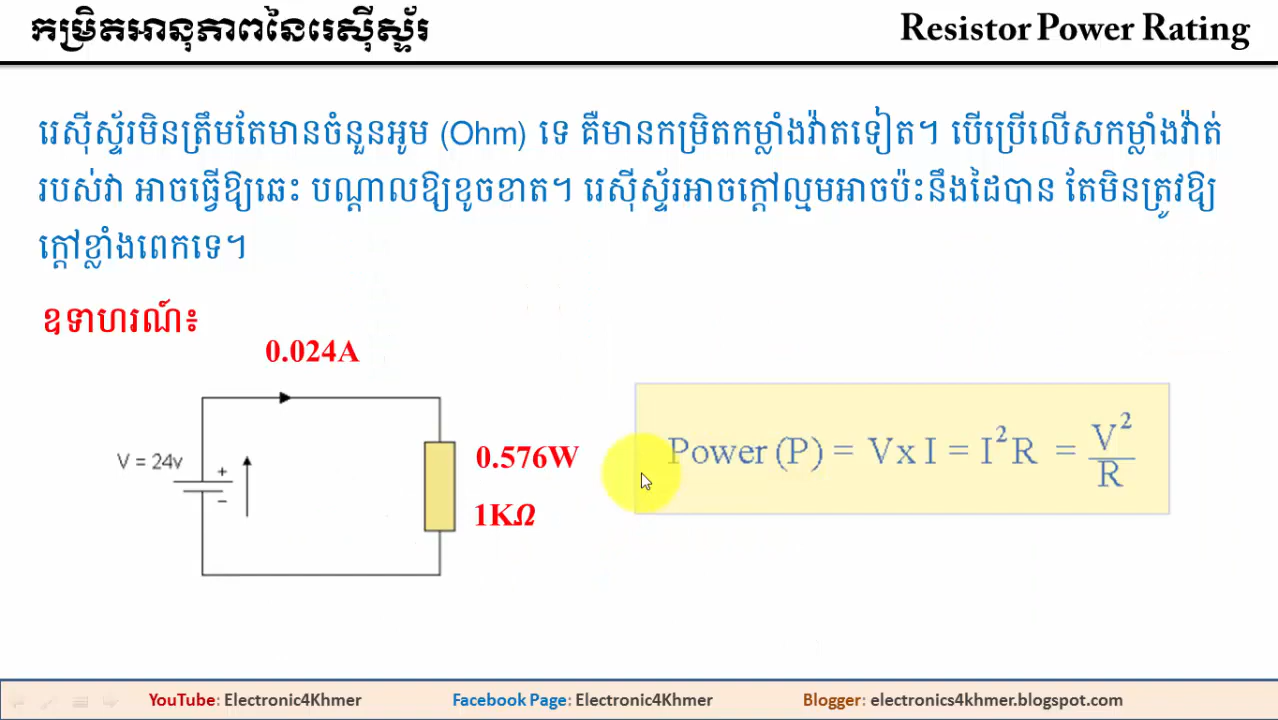 កម្រិតអានុភាពនៃរេស៊ីស្ទ័រ
Resistor Power Rating
រេស៊ីស្ទ័រមិនត្រឹមតែមានចំនួនអូម (Ohm) ទេ គឺមានកម្រិតកម្លាំងវ៉ាតទៀត។ បើប្រើលើសកម្លាំងវ៉ាត់
របស់វា អាចធ្វើឱ្យឆេះ បណ្តាលឱ្យខូចខាត។ រេស៊ីស្ទ័រអាចក្តៅល្មមអាចប៉ះនឹងដៃបាន តែមិនត្រូវឱ្យ
ក្តៅខ្លាំងពេកទេ។
ឧទាហរណ៍៖
0.024A
V = 24v
+
−
0.576W
1KΩ
Power (P) = V x I = I²R = V²/R
YouTube: Electronic4Khmer Facebook Page: Electronic4Khmer Blogger: electronics4khmer.blogspot.com